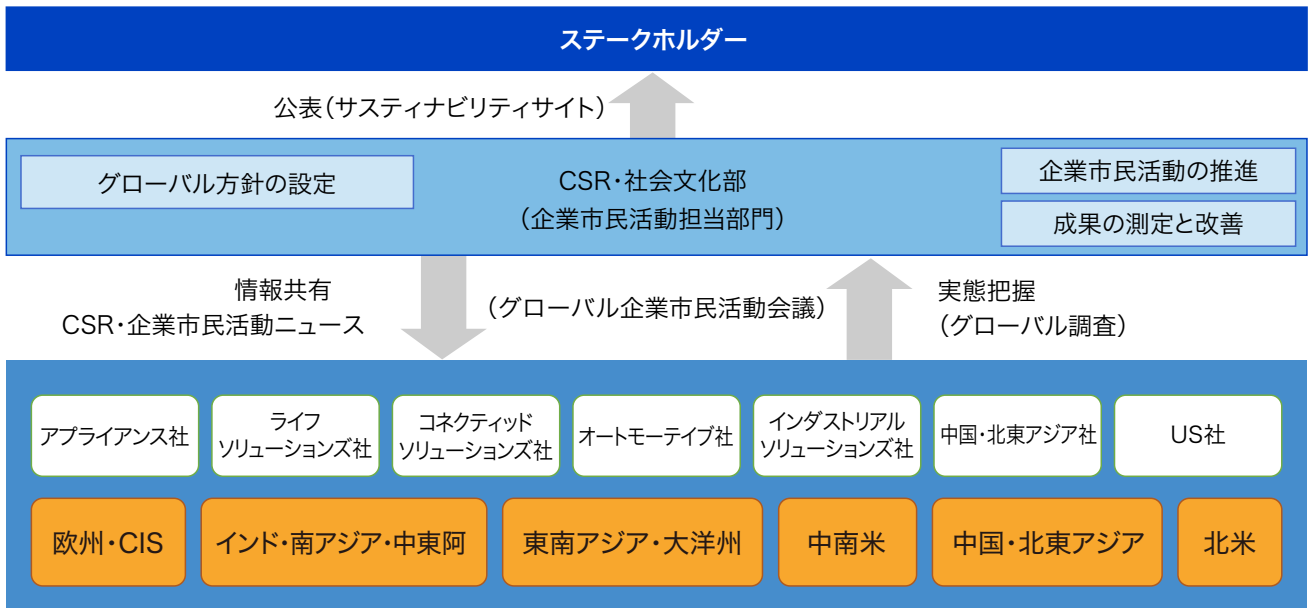 ステークホルダー
公表（サスティナビリティサイト）
グローバル方針の設定
CSR・社会文化部
（企業市民活動担当部門）
企業市民活動の推進
成果の測定と改善
情報共有
CSR・企業市民活動ニュース
（グローバル企業市民活動会議）
実態把握
（グローバル調査）
アプライアンス社
ライフ
ソリューションズ社
コネクティッド
ソリューションズ社
オートモーテイブ社
インダストリアル
ソリューションズ社
中国・北東アジア社
US社
欧州・CIS
インド・南アジア・中東阿
東南アジア・大洋州
中南米
中国・北東アジア
北米